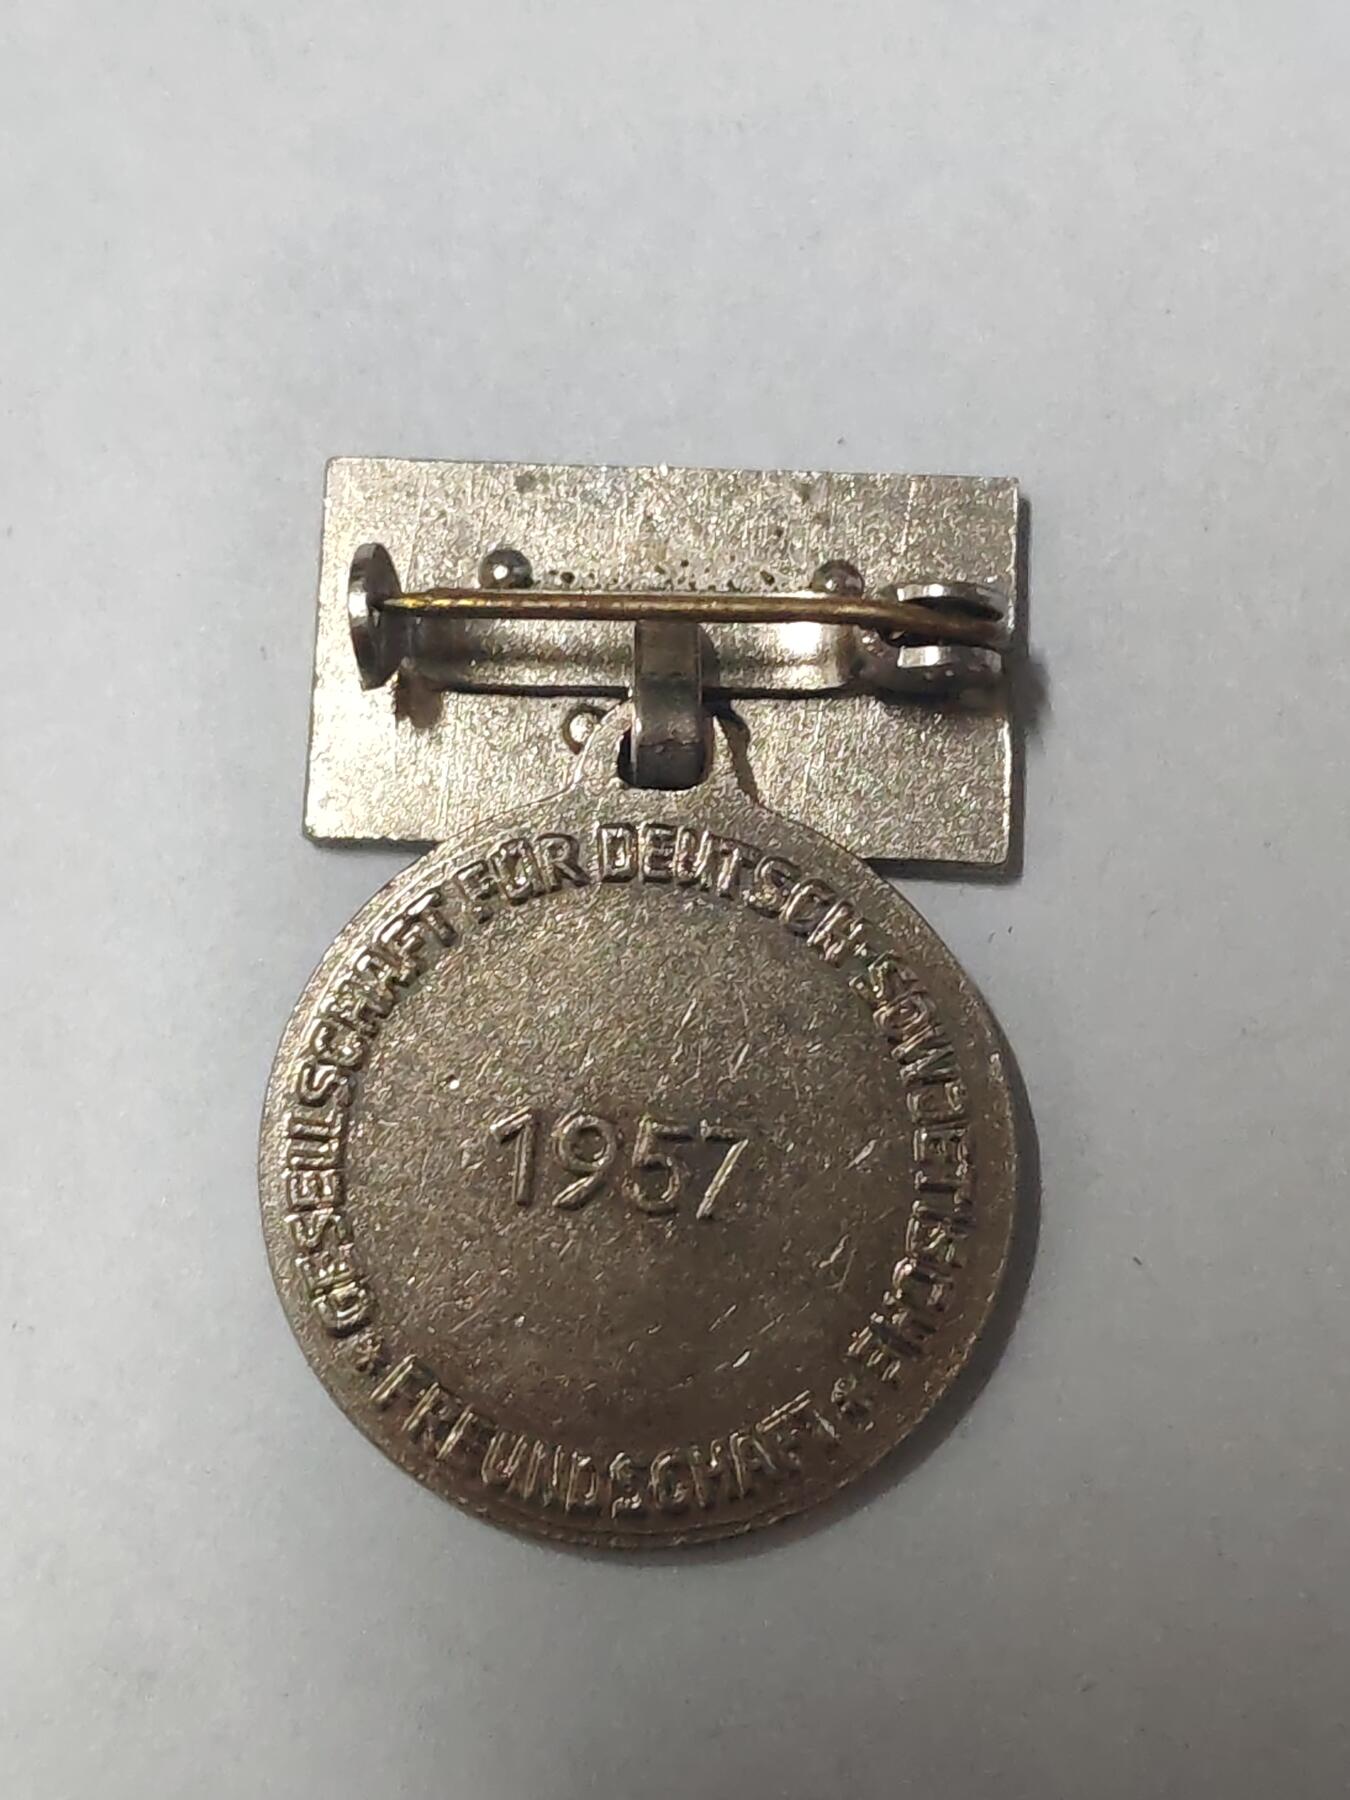 GESELLSCHAFT FÜR DEUTSCH-SOWJETISCHE
FREUNDSCHAFT
1957